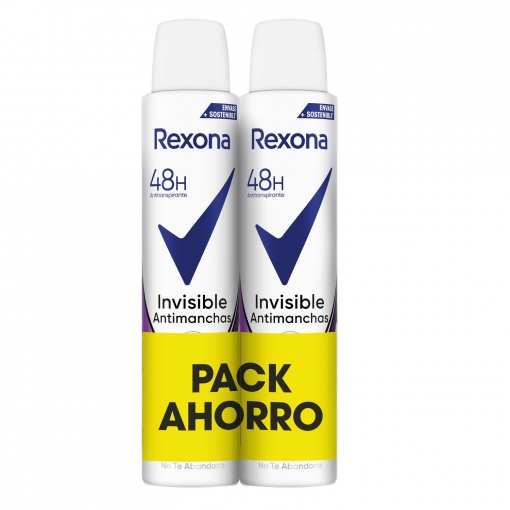 ENVASE
+ SOSTENIBLE
Rexona
48H
Antitranspirante
Invisible
Antimanchas
ENVASE
+ SOSTENIBLE
Rexona
48H
Antitranspirante
Invisible
Antimanchas
PACK
AHORRO
No Te Abandona
No Te Abandona